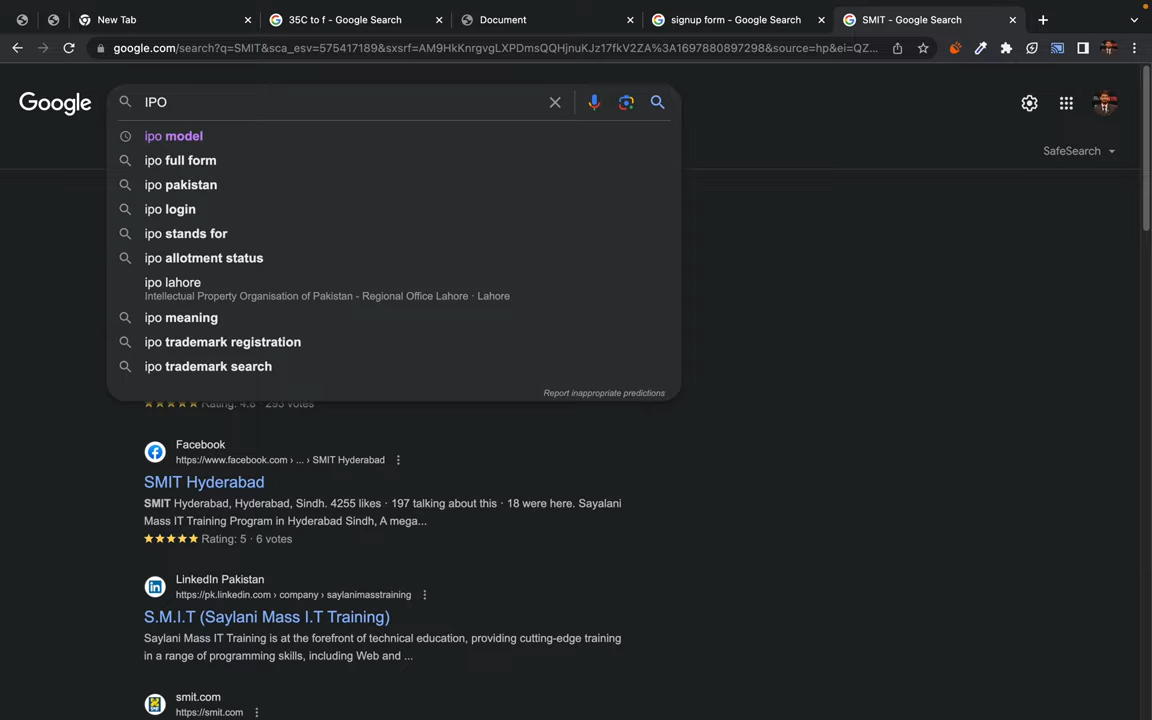 New Tab
35C to f - Google Search
Document
signup form - Google Search
SMIT - Google Search
google.com/search?q=SMIT&sca_esv=575417189&sxsrf=AM9HkKnrgvgLXPDmsQQHjnuKJz17fkV2ZA%3A1697880897298&source=hp&ei=QZ...
Google
IPO
SafeSearch
ipo model
ipo full form
ipo pakistan
ipo login
ipo stands for
ipo allotment status
ipo lahore
Intellectual Property Organisation of Pakistan - Regional Office Lahore · Lahore
ipo meaning
ipo trademark registration
ipo trademark search
Report inappropriate predictions
Rating: 4.8 · 293 votes
Facebook
https://www.facebook.com › ... › SMIT Hyderabad
SMIT Hyderabad
SMIT Hyderabad, Hyderabad, Sindh. 4255 likes · 197 talking about this · 18 were here. Sayalani
Mass IT Training Program in Hyderabad Sindh, A mega...
Rating: 5 · 6 votes
LinkedIn Pakistan
https://pk.linkedin.com › company › saylanimasstraining
S.M.I.T (Saylani Mass I.T Training)
Saylani Mass IT Training is at the forefront of technical education, providing cutting-edge training
in a range of programming skills, including Web and ...
smit.com
https://smit.com